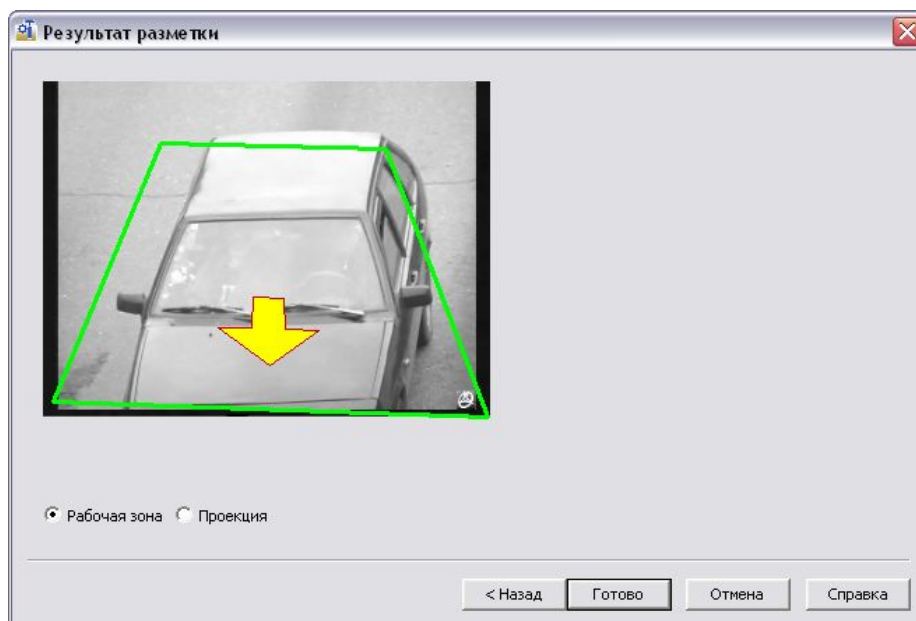 Результат разметки
Рабочая зона Проекция
< Назад Готово Отмена Справка